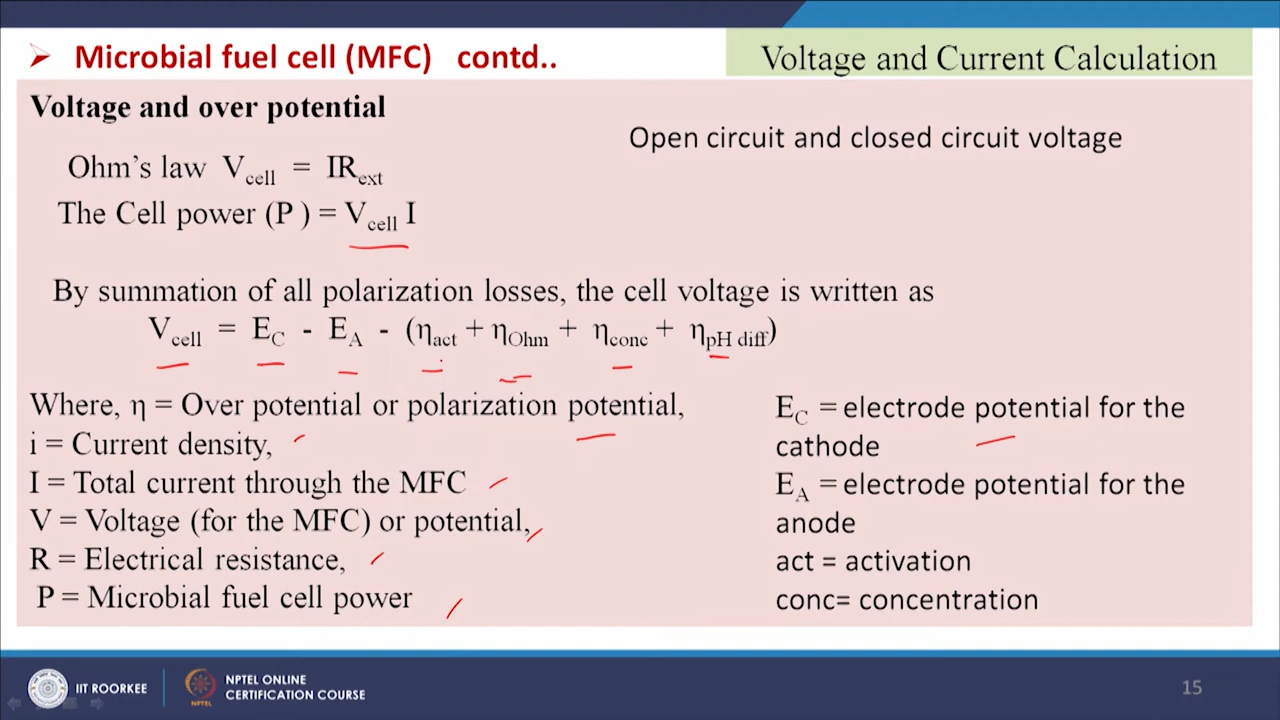 Microbial fuel cell (MFC) contd..
Voltage and Current Calculation
Voltage and over potential
Open circuit and closed circuit voltage
Ohm's law V_cell = IR_ext
The Cell power (P ) = V_cell I
By summation of all polarization losses, the cell voltage is written as
V_cell = E_C - E_A - (η_act + η_Ohm + η_conc + η_pH diff)
Where, η = Over potential or polarization potential,
i = Current density,
I = Total current through the MFC
V = Voltage (for the MFC) or potential,
R = Electrical resistance,
P = Microbial fuel cell power
E_C = electrode potential for the
cathode
E_A = electrode potential for the
anode
act = activation
conc= concentration
IIT ROORKEE
NPTEL
NPTEL ONLINE
CERTIFICATION COURSE
15